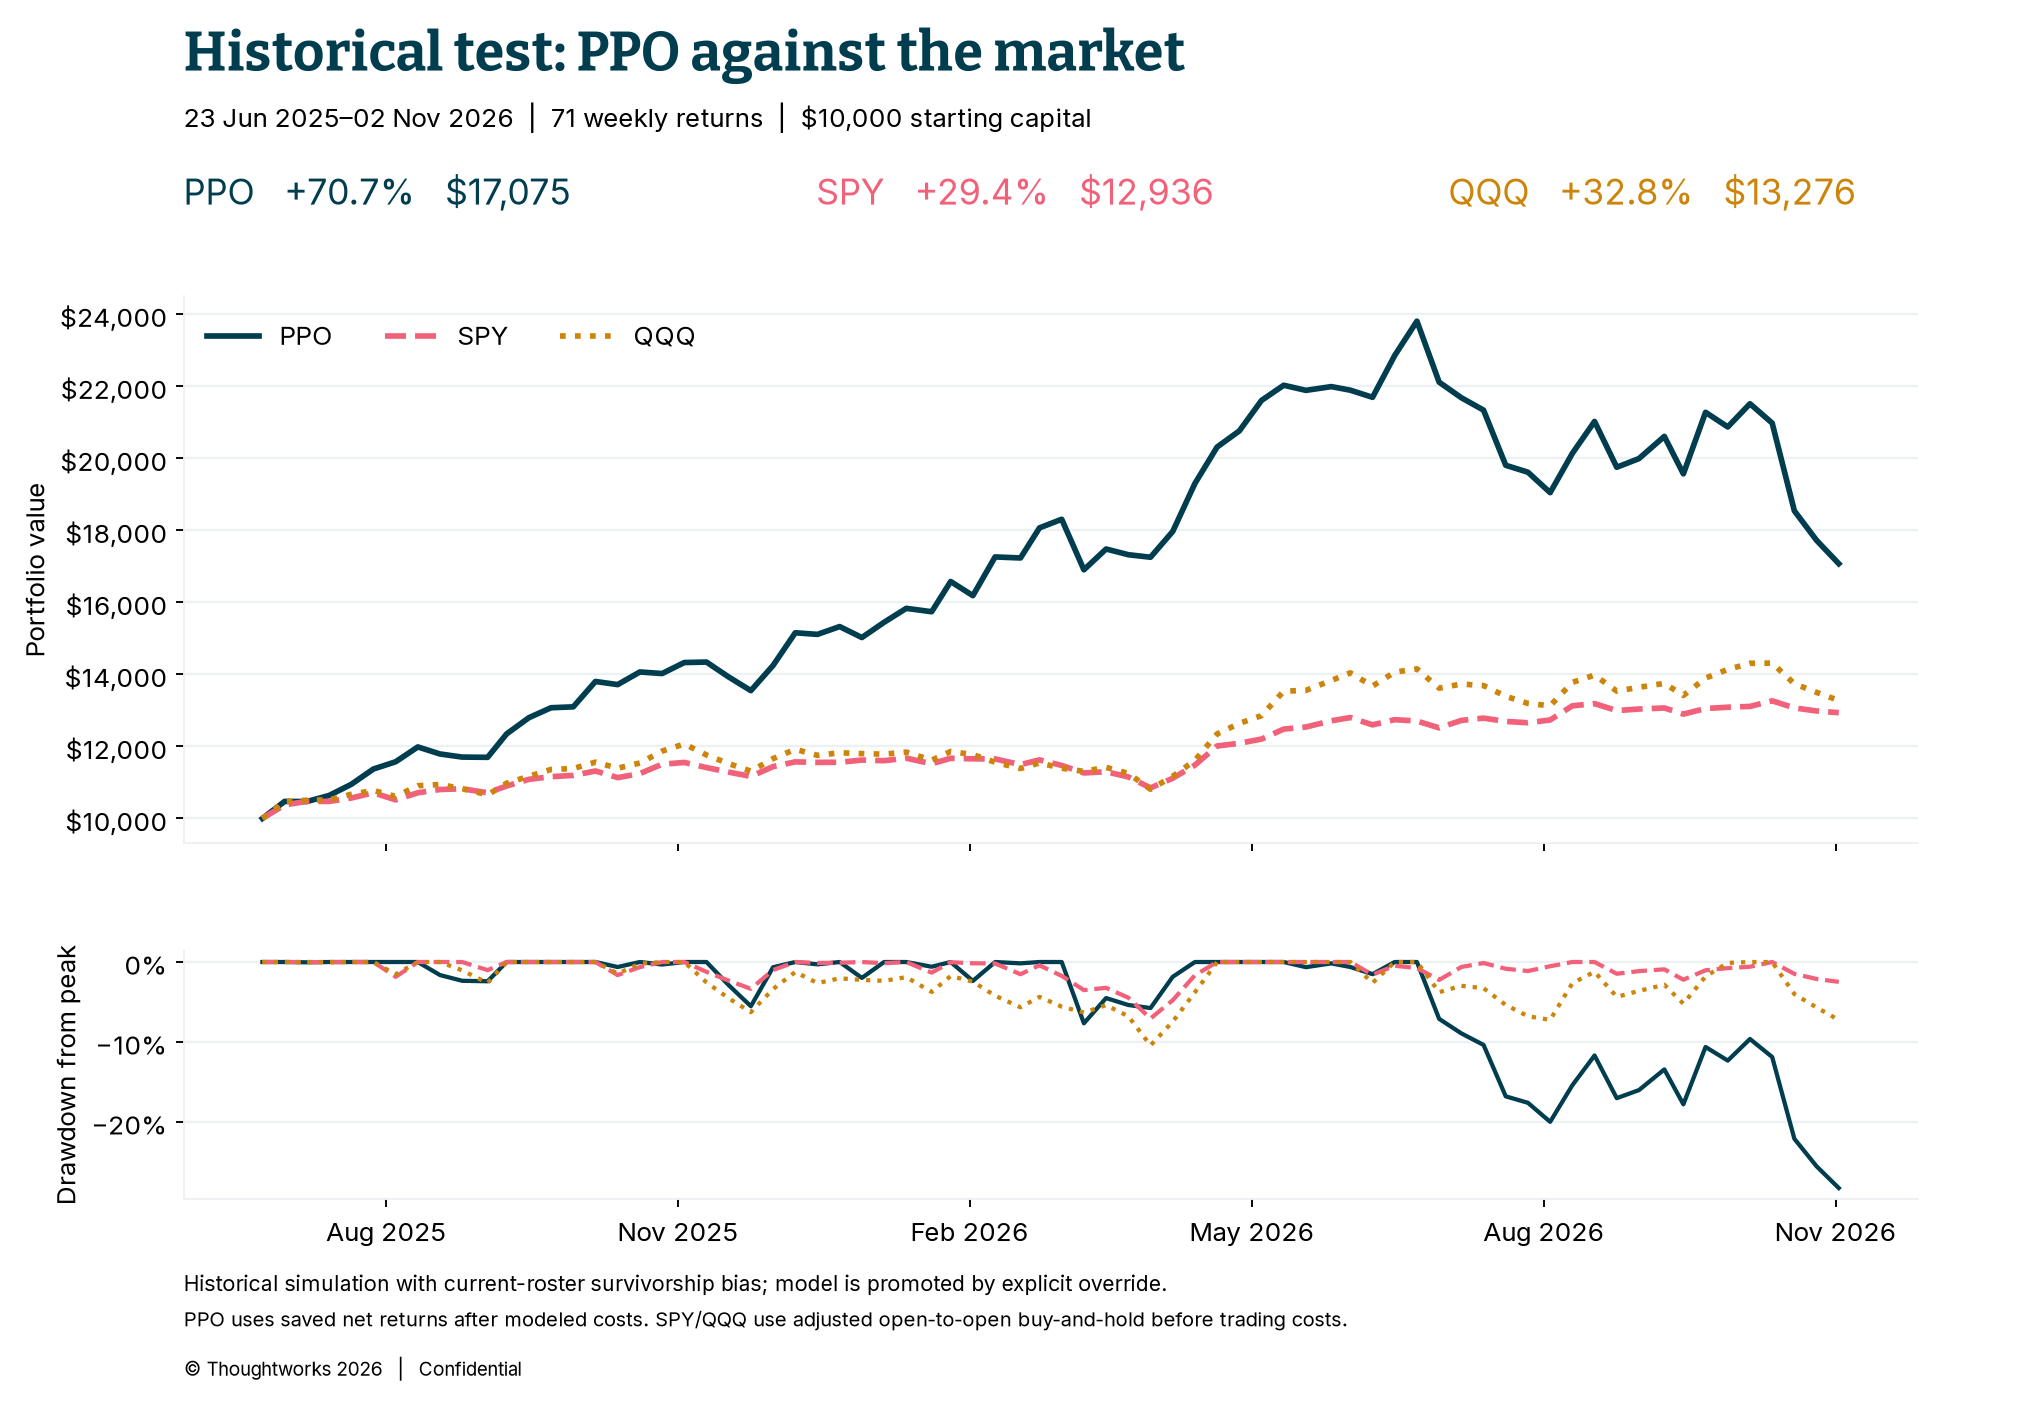 Historical test: PPO against the market
23 Jun 2025–02 Nov 2026 | 71 weekly returns | $10,000 starting capital
PPO +70.7% $17,075 SPY +29.4% $12,936 QQQ +32.8% $13,276
PPO SPY QQQ
Portfolio value
$24,000
$22,000
$20,000
$18,000
$16,000
$14,000
$12,000
$10,000
Drawdown from peak
0%
−10%
−20%
Aug 2025 Nov 2025 Feb 2026 May 2026 Aug 2026 Nov 2026
Historical simulation with current-roster survivorship bias; model is promoted by explicit override.
PPO uses saved net returns after modeled costs. SPY/QQQ use adjusted open-to-open buy-and-hold before trading costs.
© Thoughtworks 2026 | Confidential